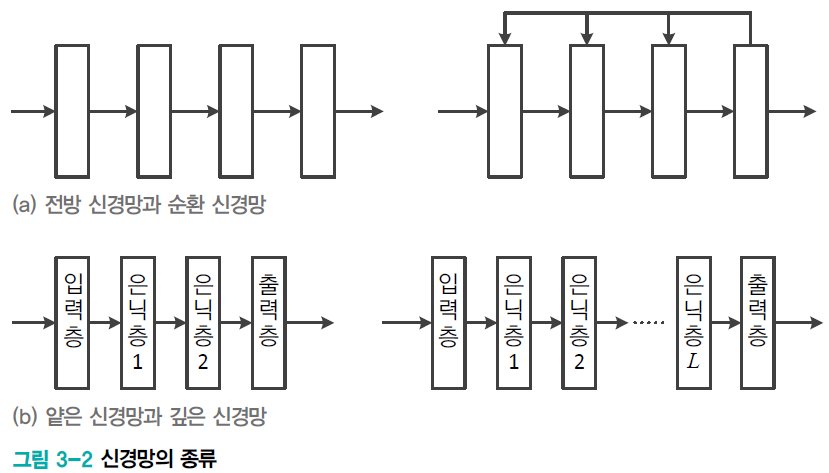 (a) 전방 신경망과 순환 신경망
입력층
은닉층1
은닉층2
출력층
입력층
은닉층1
은닉층2
은닉층L
출력층
(b) 얕은 신경망과 깊은 신경망
그림 3-2 신경망의 종류